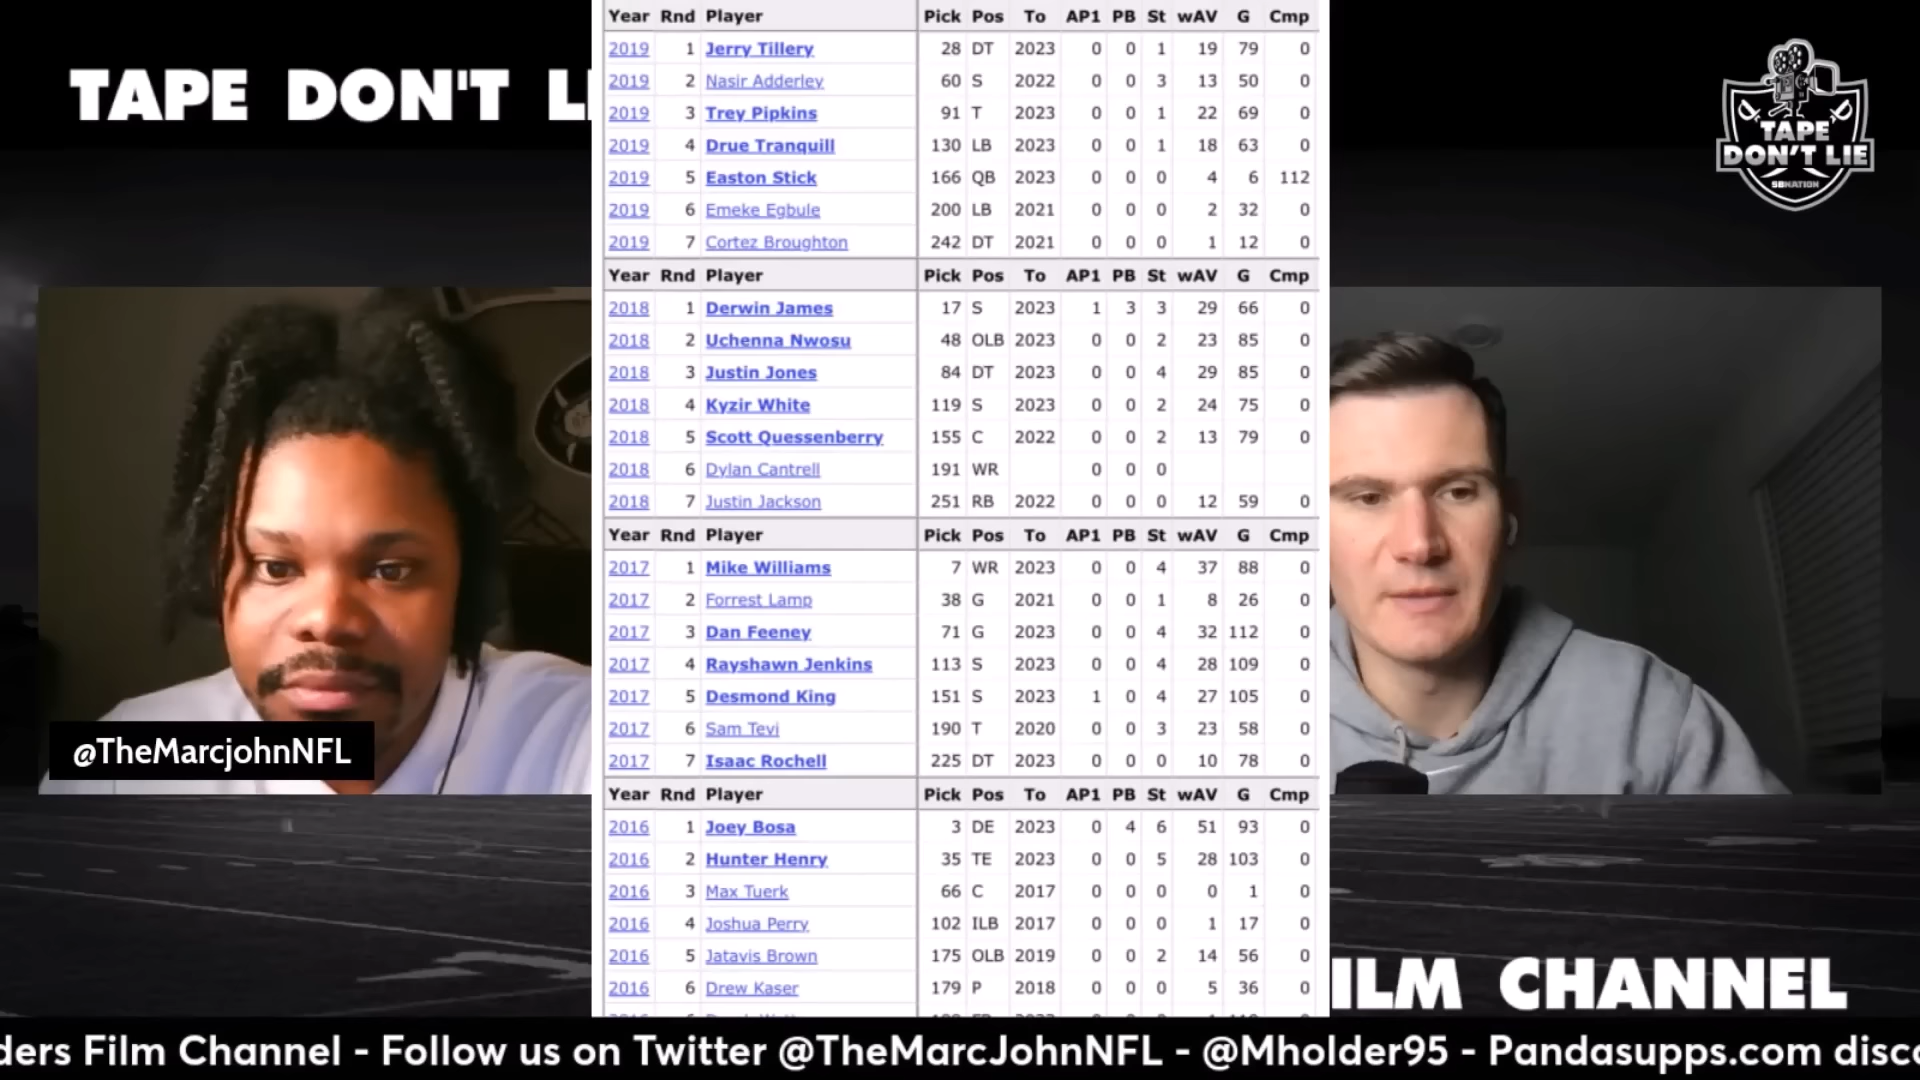 TAPE DON'T LI
Year Rnd Player Pick Pos To AP1 PB St wAV G Cmp
2019 1 Jerry Tillery 28 DT 2023 0 0 1 19 79 0
2019 2 Nasir Adderley 60 S 2022 0 0 3 13 50 0
2019 3 Trey Pipkins 91 T 2023 0 0 1 22 69 0
2019 4 Drue Tranquill 130 LB 2023 0 0 1 18 63 0
2019 5 Easton Stick 166 QB 2023 0 0 0 4 6 112
2019 6 Emeke Egbule 200 LB 2021 0 0 0 2 32 0
2019 7 Cortez Broughton 242 DT 2021 0 0 0 1 12 0
Year Rnd Player Pick Pos To AP1 PB St wAV G Cmp
2018 1 Derwin James 17 S 2023 1 3 3 29 66 0
2018 2 Uchenna Nwosu 48 OLB 2023 0 0 2 23 85 0
2018 3 Justin Jones 84 DT 2023 0 0 4 29 85 0
2018 4 Kyzir White 119 S 2023 0 0 2 24 75 0
2018 5 Scott Quessenberry 155 C 2022 0 0 2 13 79 0
2018 6 Dylan Cantrell 191 WR 0 0 0
2018 7 Justin Jackson 251 RB 2022 0 0 0 12 59 0
Year Rnd Player Pick Pos To AP1 PB St wAV G Cmp
2017 1 Mike Williams 7 WR 2023 0 0 4 37 88 0
2017 2 Forrest Lamp 38 G 2021 0 0 1 8 26 0
2017 3 Dan Feeney 71 G 2023 0 0 4 32 112 0
2017 4 Rayshawn Jenkins 113 S 2023 0 0 4 28 109 0
2017 5 Desmond King 151 S 2023 1 0 4 27 105 0
2017 6 Sam Tevi 190 T 2020 0 0 3 23 58 0
2017 7 Isaac Rochell 225 DT 2023 0 0 0 10 78 0
Year Rnd Player Pick Pos To AP1 PB St wAV G Cmp
2016 1 Joey Bosa 3 DE 2023 0 4 6 51 93 0
2016 2 Hunter Henry 35 TE 2023 0 0 5 28 103 0
2016 3 Max Tuerk 66 C 2017 0 0 0 0 1 0
2016 4 Joshua Perry 102 ILB 2017 0 0 0 1 17 0
2016 5 Jatavis Brown 175 OLB 2019 0 0 2 14 56 0
2016 6 Drew Kaser 179 P 2018 0 0 0 5 36 0
TAPE
DON'T LIE
SBNATION
@TheMarcjohnNFL
ILM CHANNEL
ders Film Channel - Follow us on Twitter @TheMarcJohnNFL - @Mholder95 - Pandasupps.com disco